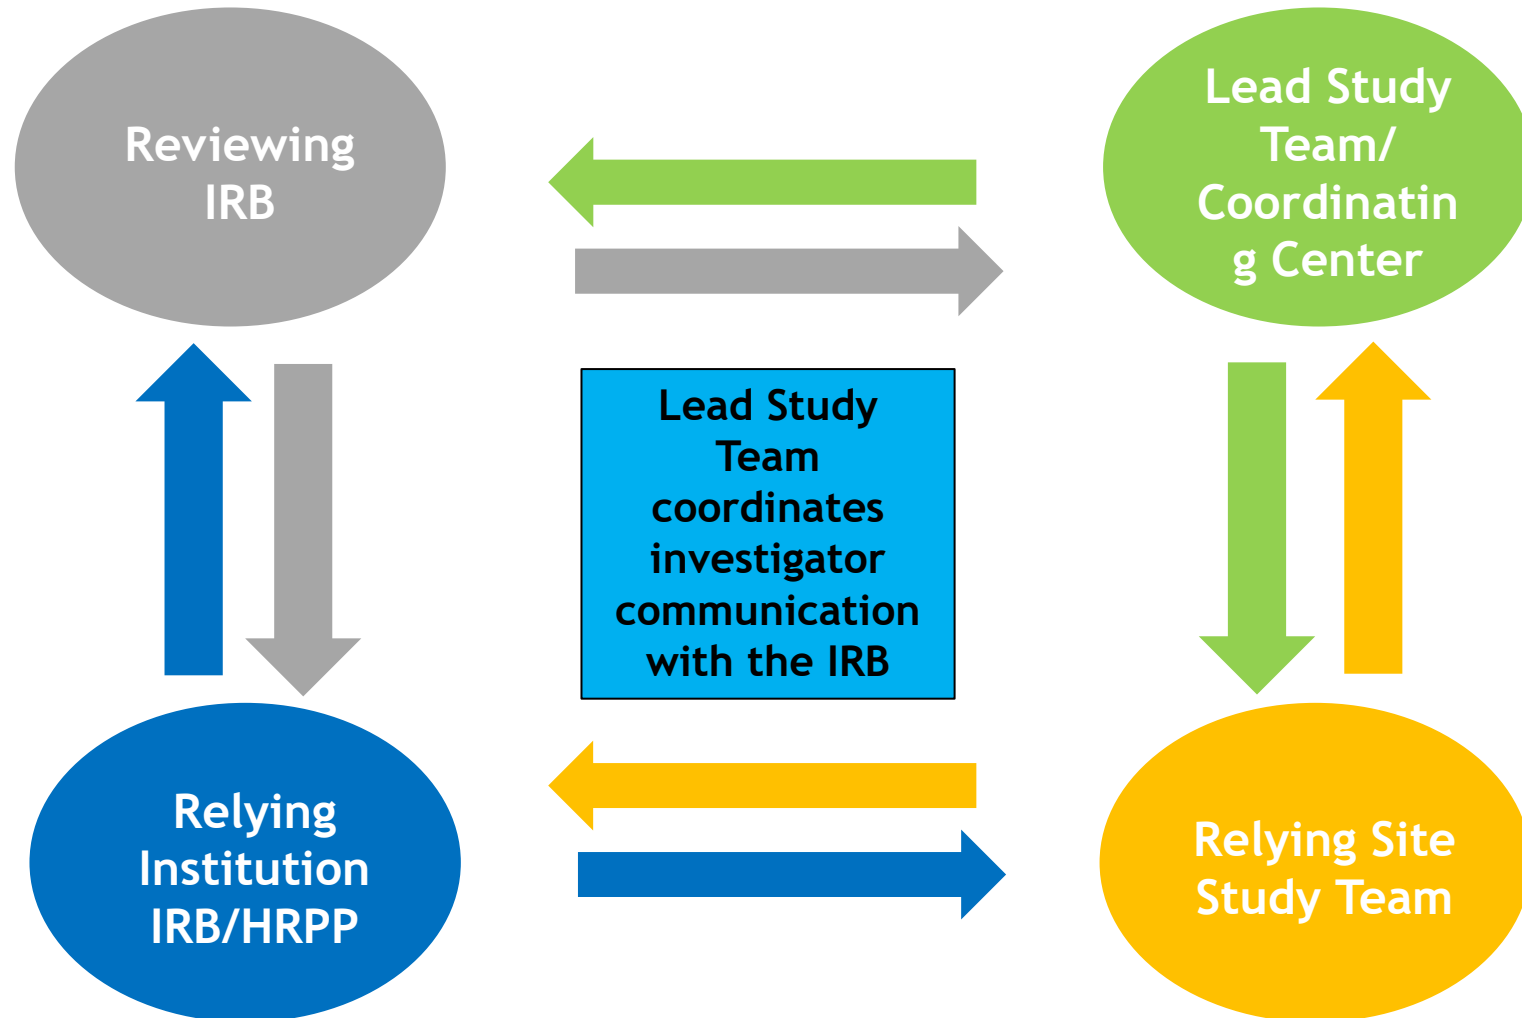 Reviewing
IRB
Lead Study
Team/
Coordinatin
g Center
Lead Study
Team
coordinates
investigator
communication
with the IRB
Relying
Institution
IRB/HRPP
Relying Site
Study Team